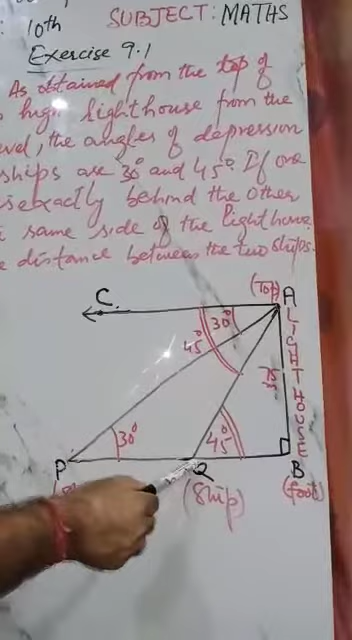 10th SUBJECT: MATHS
Exercise 9.1
As obtained from the top of
high lighthouse from the
the angles of depression
ships are 30° and 45°. If one
exactly behind the other
same side of the lighthouse
distance between the two ships.
(Top) A
C
30°
45°
75
LIGHT HOUSE
30°
45°
P Q B
(Ship) (foot)